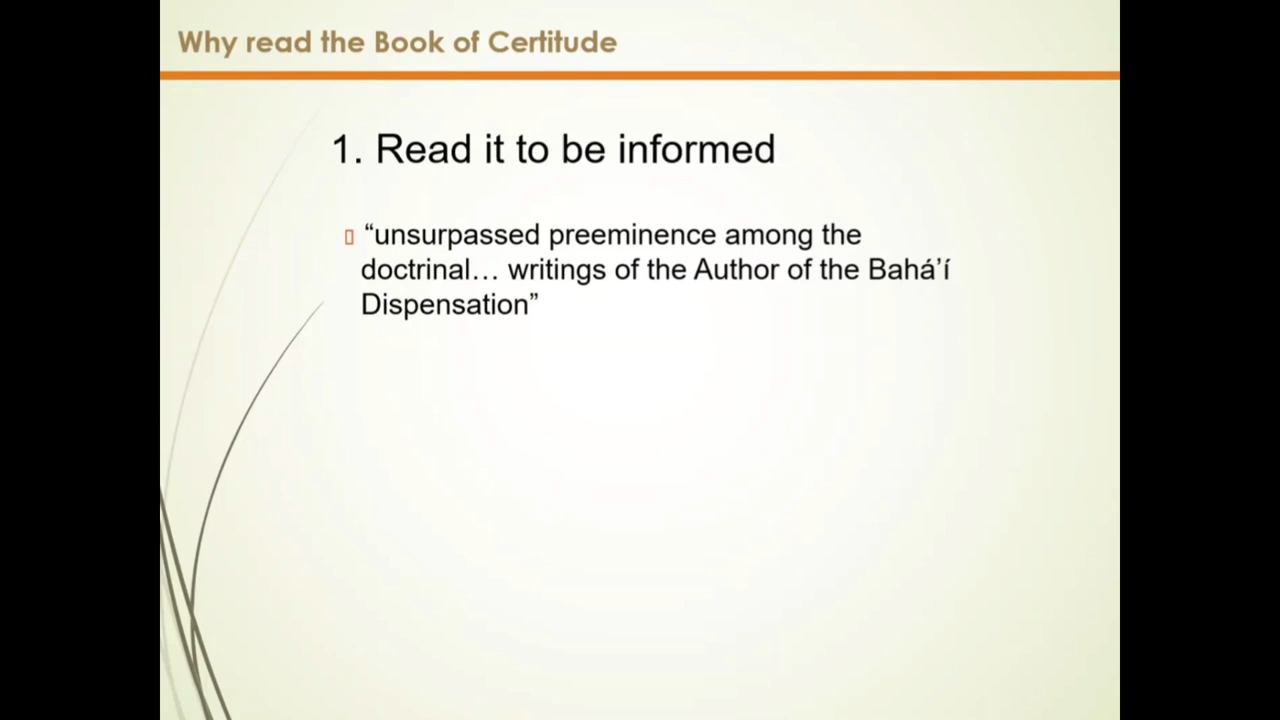 Why read the Book of Certitude
1. Read it to be informed
“unsurpassed preeminence among the
doctrinal… writings of the Author of the Bahá’í
Dispensation”